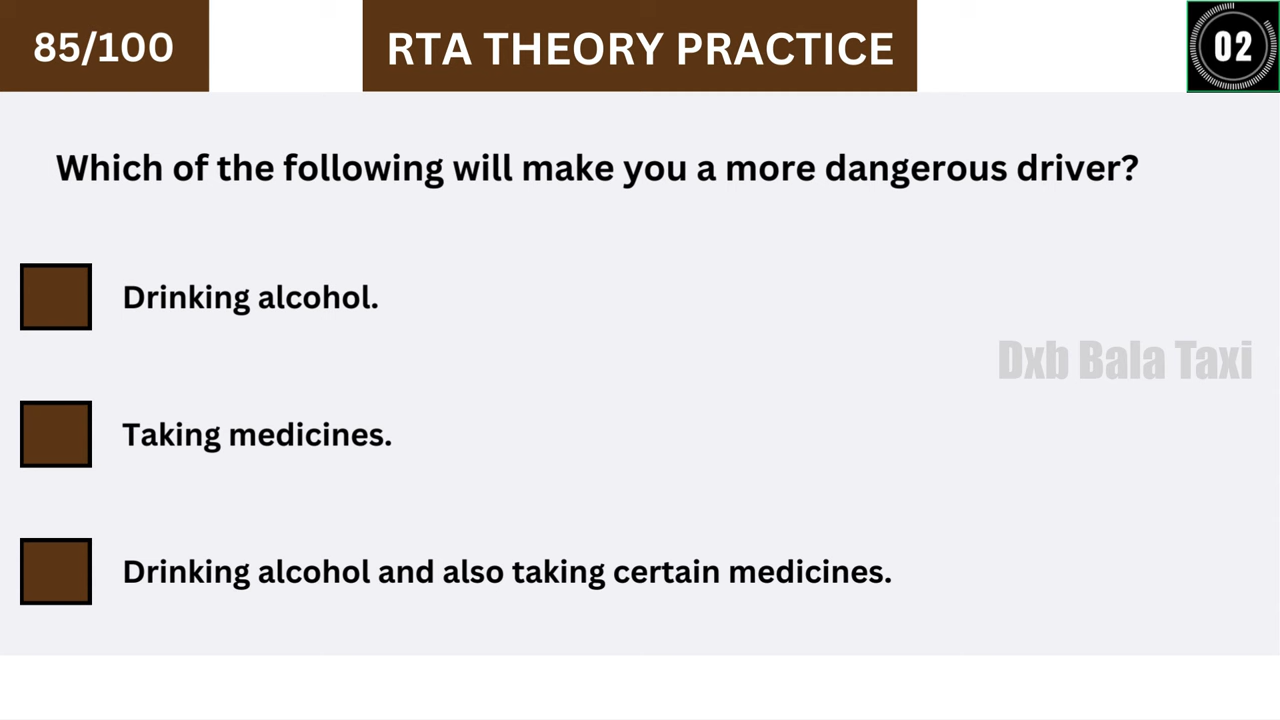 85/100
RTA THEORY PRACTICE
02
Which of the following will make you a more dangerous driver?
Drinking alcohol.
Dxb Bala Taxi
Taking medicines.
Drinking alcohol and also taking certain medicines.